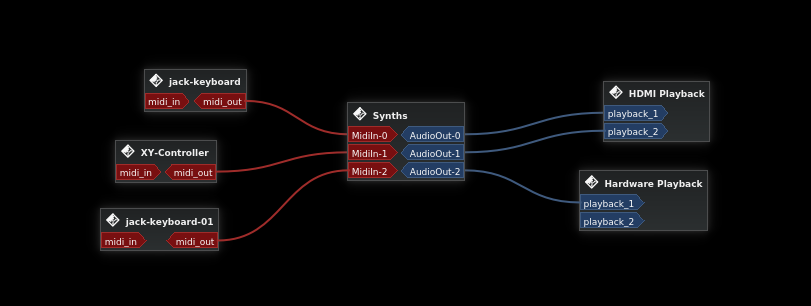 jack-keyboard
midi_in midi_out
XY-Controller
midi_in midi_out
jack-keyboard-01
midi_in midi_out
Synths
MidiIn-0 AudioOut-0
MidiIn-1 AudioOut-1
MidiIn-2 AudioOut-2
HDMI Playback
playback_1
playback_2
Hardware Playback
playback_1
playback_2